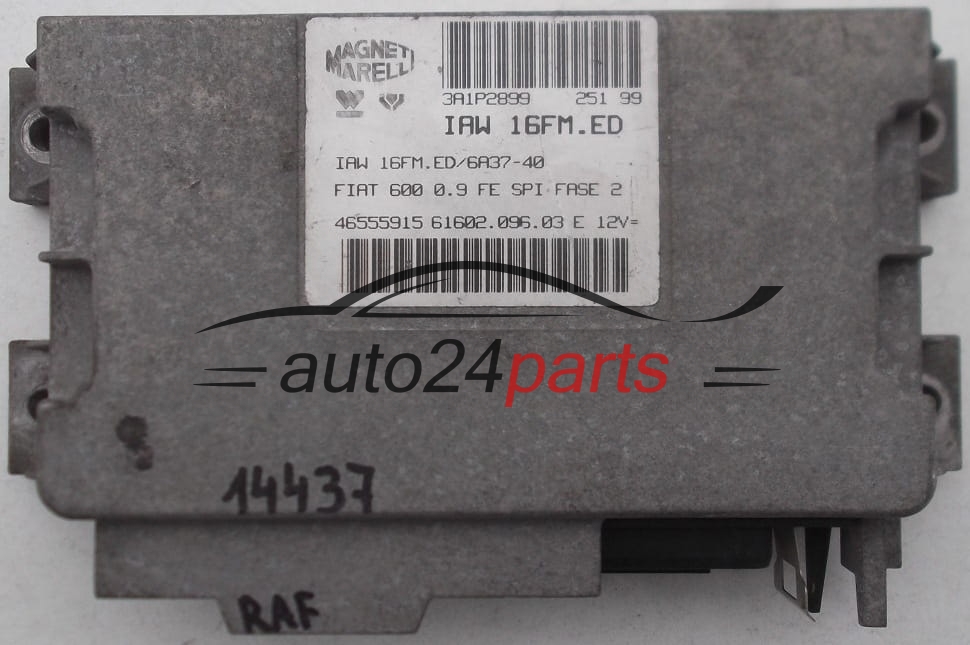 MAGNETI
MARELLI
3A1P2899 251 99
IAW 16FM.ED
IAW 16FM.ED/6A37-40
FIAT 600 0.9 FE SPI FASE 2
46555915 61602.096.03 E 12V=
auto24parts
14437
RAF